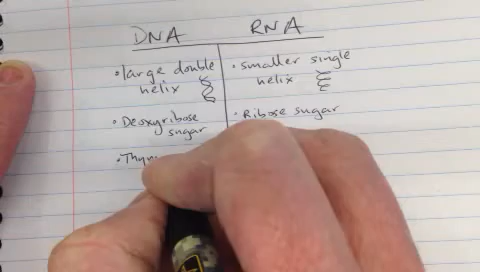 DNA RNA
• large double • smaller single
helix helix
• Deoxyribose • Ribose sugar
sugar